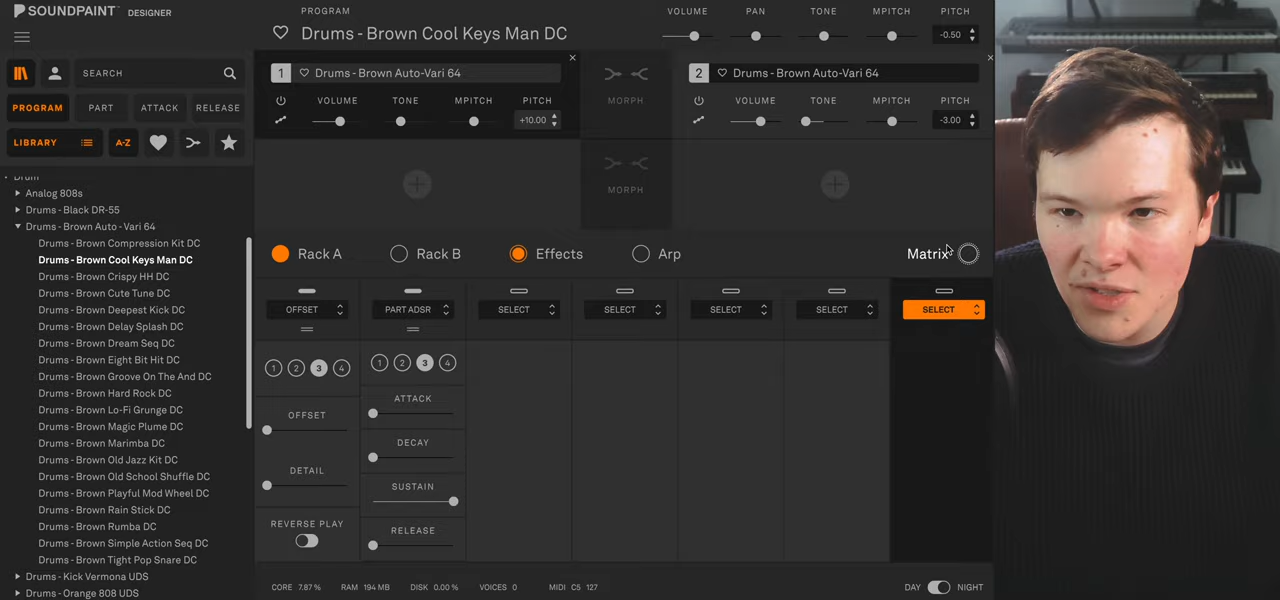 SOUNDPAINT DESIGNER
PROGRAM
Drums - Brown Cool Keys Man DC
VOLUME PAN TONE MPITCH PITCH
-0.50
SEARCH
PROGRAM PART ATTACK RELEASE
LIBRARY A-Z
1 Drums - Brown Auto-Vari 64
VOLUME TONE MPITCH PITCH
+10.00
MORPH
2 Drums - Brown Auto-Vari 64
VOLUME TONE MPITCH PITCH
-3.00
MORPH
Drum
Analog 808s
Drums - Black DR-55
Drums - Brown Auto - Vari 64
Drums - Brown Compression Kit DC
Drums - Brown Cool Keys Man DC
Drums - Brown Crispy HH DC
Drums - Brown Cute Tune DC
Drums - Brown Deepest Kick DC
Drums - Brown Delay Splash DC
Drums - Brown Dream Seq DC
Drums - Brown Eight Bit Hit DC
Drums - Brown Groove On The And DC
Drums - Brown Hard Rock DC
Drums - Brown Lo-Fi Grunge DC
Drums - Brown Magic Plume DC
Drums - Brown Marimba DC
Drums - Brown Old Jazz Kit DC
Drums - Brown Old School Shuffle DC
Drums - Brown Playful Mod Wheel DC
Drums - Brown Rain Stick DC
Drums - Brown Rumba DC
Drums - Brown Simple Action Seq DC
Drums - Brown Tight Pop Snare DC
Drums - Kick Vermona UDS
Drums - Orange 808 UDS
Rack A Rack B Effects Arp Matrix
OFFSET PART ADSR SELECT SELECT SELECT SELECT SELECT
1 2 3 4
OFFSET
DETAIL
REVERSE PLAY
1 2 3 4
ATTACK
DECAY
SUSTAIN
RELEASE
CORE 7.87 % RAM 194 MB DISK 0.00 % VOICES 0 MIDI C5 127
DAY NIGHT